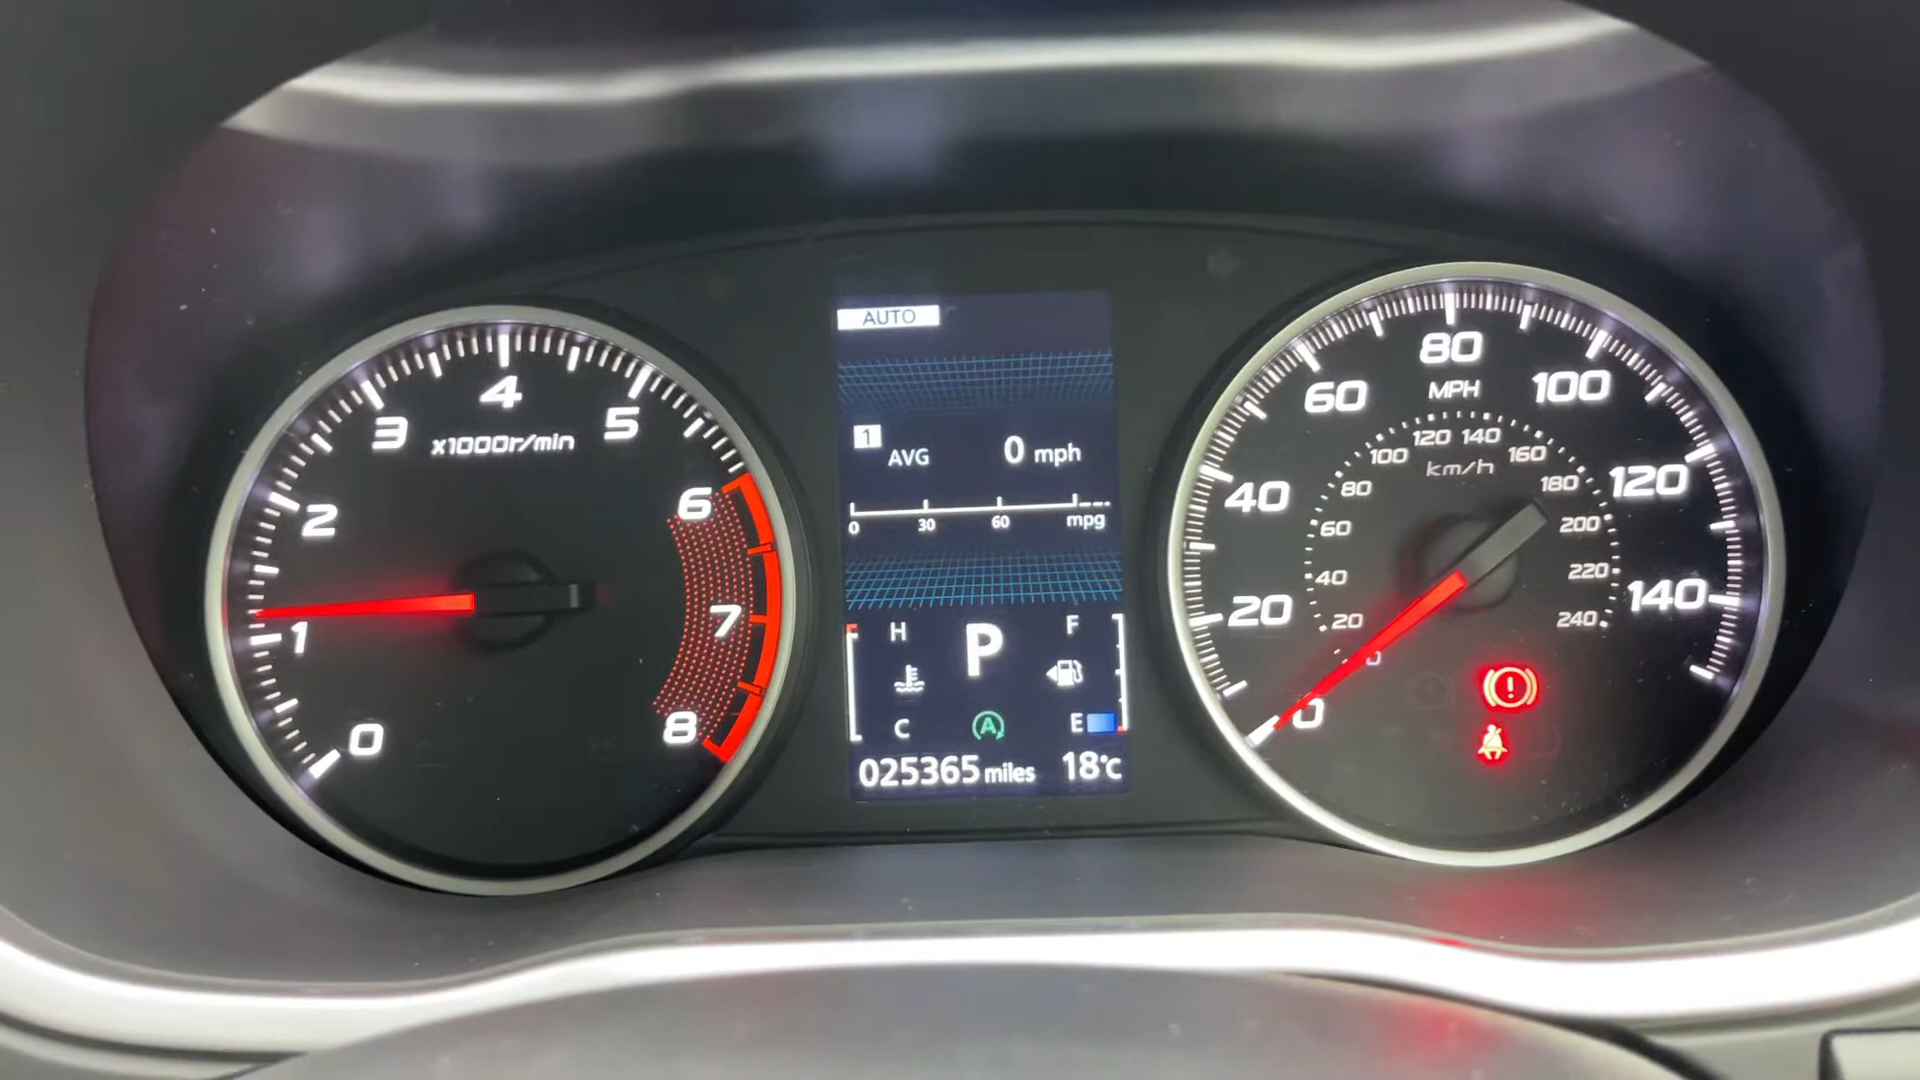 AUTO
1 AVG 0 mph
0 30 60 mpg
H P F
C A E
025365 miles 18°C
0 1 2 3 4 5 6 7 8
x1000r/min
0 20 40 60 80 100 120 140
MPH
0 20 40 60 80 100 120 140 160 180 200 220 240
km/h
!